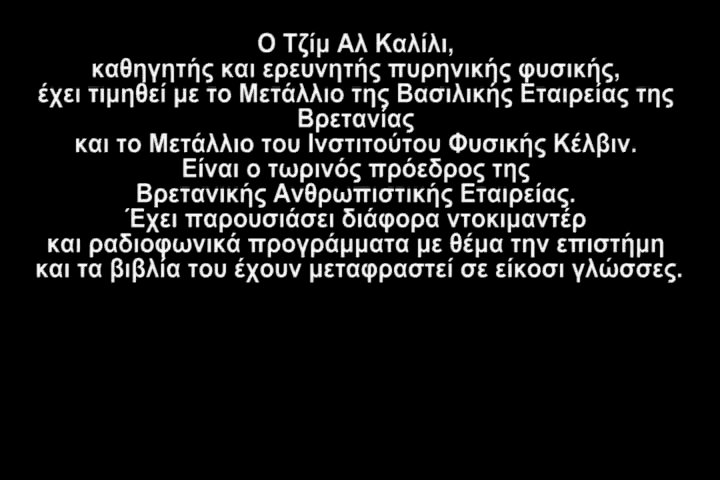 Ο Τζίμ Αλ Καλίλι,
καθηγητής και ερευνητής πυρηνικής φυσικής,
έχει τιμηθεί με το Μετάλλιο της Βασιλικής Εταιρείας της
Βρετανίας
και το Μετάλλιο του Ινστιτούτου Φυσικής Κέλβιν.
Είναι ο τωρινός πρόεδρος της
Βρετανικής Ανθρωπιστικής Εταιρείας.
Έχει παρουσιάσει διάφορα ντοκιμαντέρ
και ραδιοφωνικά προγράμματα με θέμα την επιστήμη
και τα βιβλία του έχουν μεταφραστεί σε είκοσι γλώσσες.